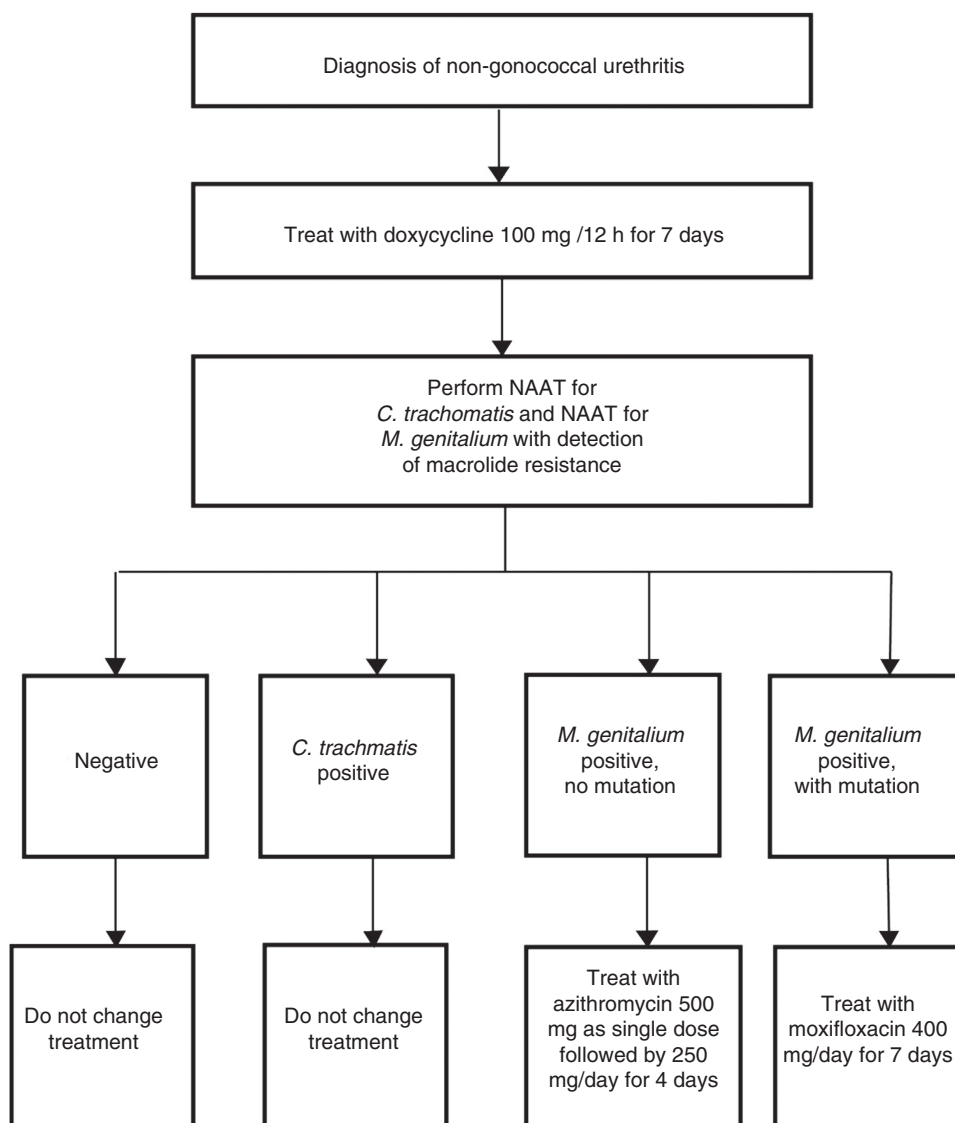 Diagnosis of non-gonococcal urethritis
Treat with doxycycline 100 mg /12 h for 7 days
Perform NAAT for
C. trachomatis and NAAT for
M. genitalium with detection
of macrolide resistance
Negative
C. trachmatis
positive
M. genitalium
positive,
no mutation
M. genitalium
positive,
with mutation
Do not change
treatment
Do not change
treatment
Treat with
azithromycin 500
mg as single dose
followed by 250
mg/day for 4 days
Treat with
moxifloxacin 400
mg/day for 7 days